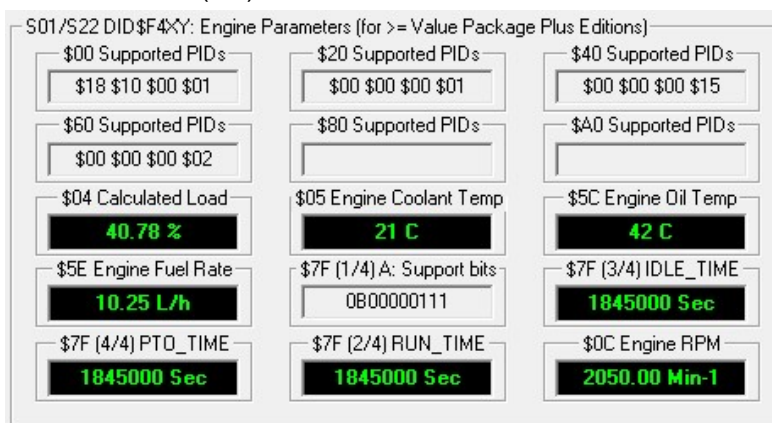 S01/S22 DID$F4XY: Engine Parameters (for >= Value Package Plus Editions)
$00 Supported PIDs
$20 Supported PIDs
$40 Supported PIDs
$18 $10 $00 $01
$00 $00 $00 $01
$00 $00 $00 $15
$60 Supported PIDs
$80 Supported PIDs
$A0 Supported PIDs
$00 $00 $00 $02
$04 Calculated Load
$05 Engine Coolant Temp
$5C Engine Oil Temp
40.78 %
21 C
42 C
$5E Engine Fuel Rate
$7F (1/4) A: Support bits
$7F (3/4) IDLE_TIME
10.25 L/h
0B00000111
1845000 Sec
$7F (4/4) PTO_TIME
$7F (2/4) RUN_TIME
$0C Engine RPM
1845000 Sec
1845000 Sec
2050.00 Min-1